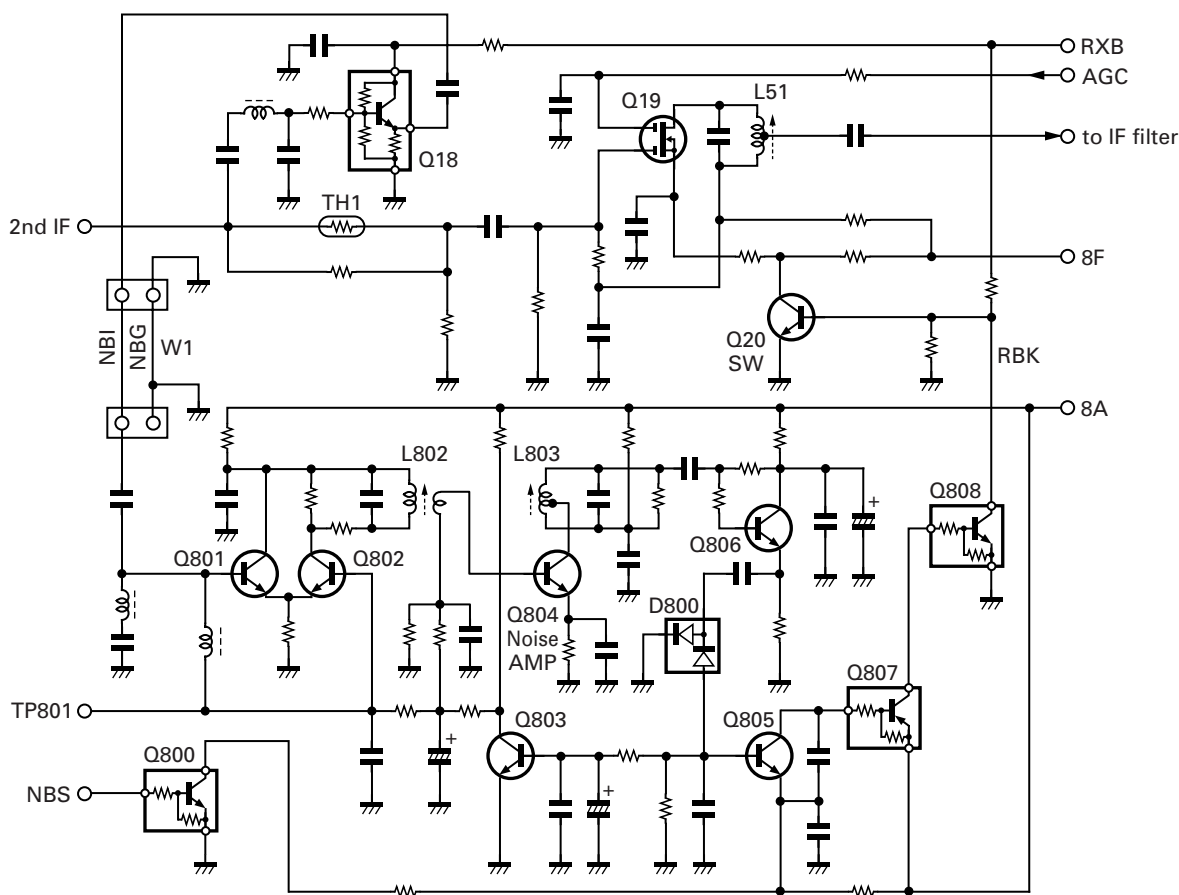 RXB
AGC
L51
Q19
to IF filter
Q18
TH1
2nd IF
8F
NBI
NBG
W1
Q20
SW
RBK
8A
L802
L803
Q808
Q801
Q802
Q806
Q804
Noise
AMP
D800
Q807
TP801
Q803
Q805
Q800
NBS
+
+
+